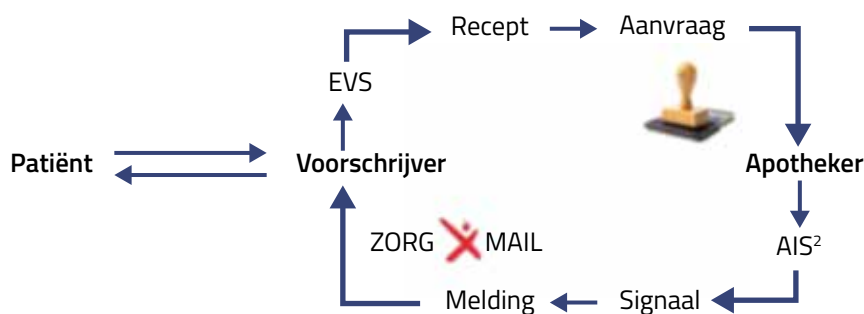 Recept
Aanvraag
EVS
Patiënt
Voorschrijver
Apotheker
ZORG MAIL
AIS²
Melding
Signaal